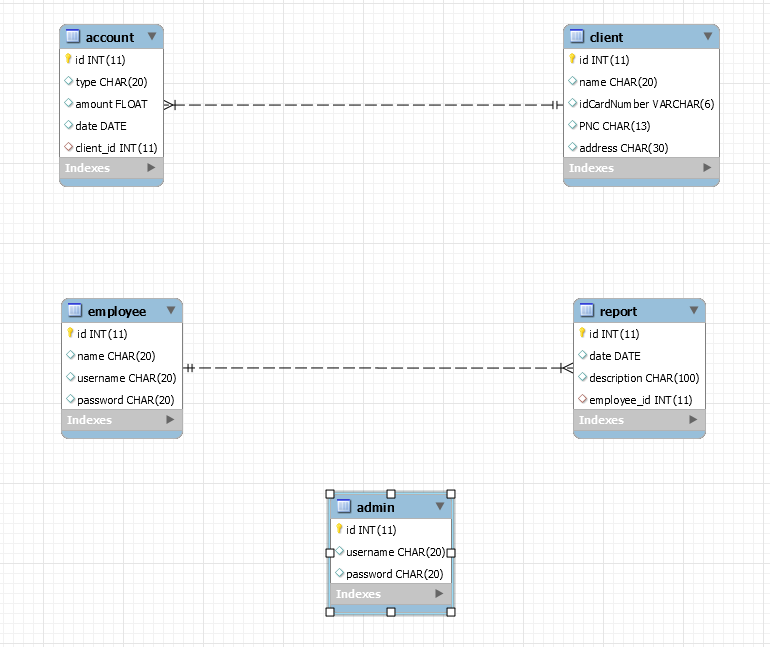 account
id INT(11)
type CHAR(20)
amount FLOAT
date DATE
client_id INT(11)
Indexes
client
id INT(11)
name CHAR(20)
idCardNumber VARCHAR(6)
PNC CHAR(13)
address CHAR(30)
Indexes
employee
id INT(11)
name CHAR(20)
username CHAR(20)
password CHAR(20)
Indexes
report
id INT(11)
date DATE
description CHAR(100)
employee_id INT(11)
Indexes
admin
id INT(11)
username CHAR(20)
password CHAR(20)
Indexes